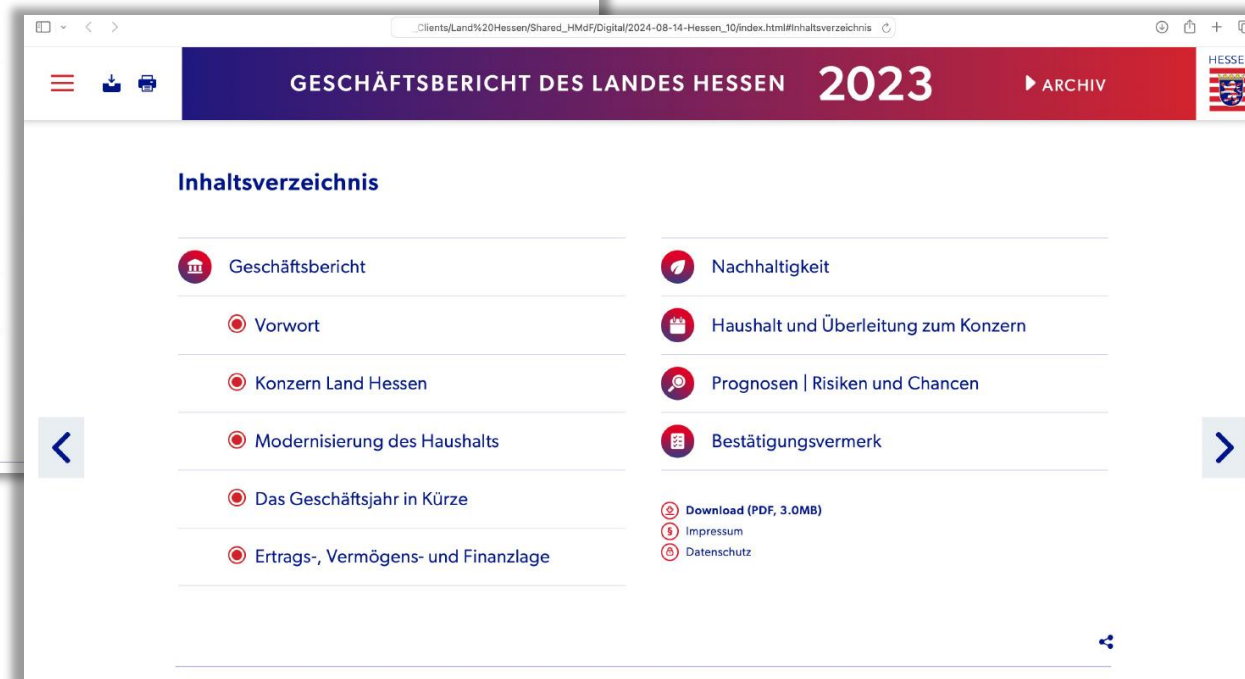 _Clients/Land%20Hessen/Shared_HMdF/Digital/2024-08-14-Hessen_10/index.html#Inhaltsverzeichnis
GESCHÄFTSBERICHT DES LANDES HESSEN 2023
ARCHIV
HESSE
Inhaltsverzeichnis
Geschäftsbericht
Vorwort
Konzern Land Hessen
Modernisierung des Haushalts
Das Geschäftsjahr in Kürze
Ertrags-, Vermögens- und Finanzlage
Nachhaltigkeit
Haushalt und Überleitung zum Konzern
Prognosen | Risiken und Chancen
Bestätigungsvermerk
Download (PDF, 3.0MB)
§ Impressum
Datenschutz